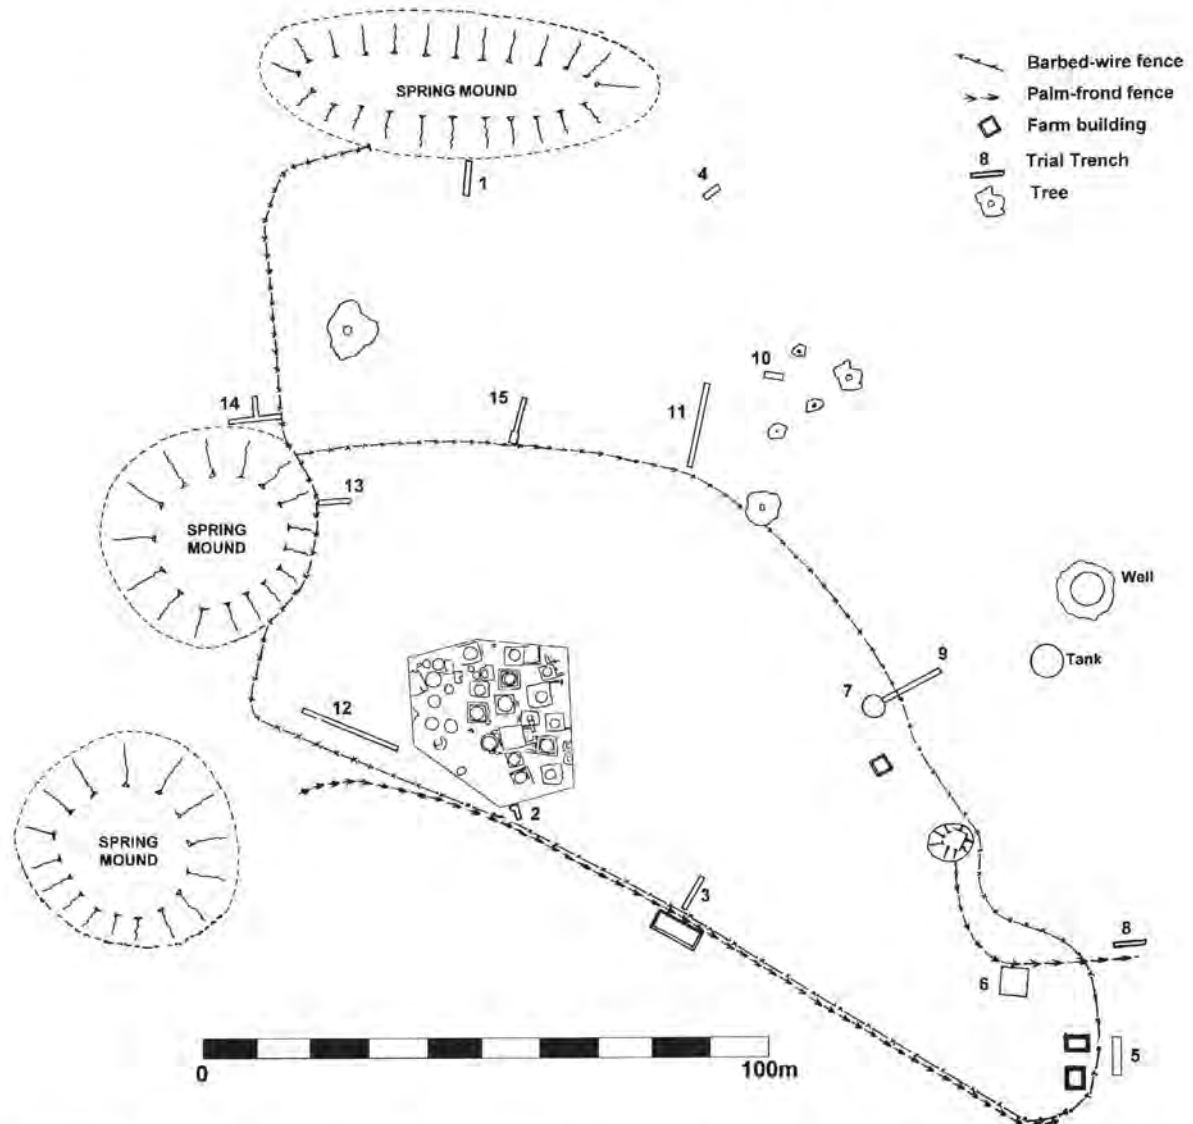 SPRING MOUND
Barbed-wire fence
Palm-frond fence
Farm building
8 Trial Trench
Tree
1
4
10
14
15
11
13
SPRING
MOUND
Well
Tank
9
7
12
2
SPRING
MOUND
3
8
6
5
0 100m